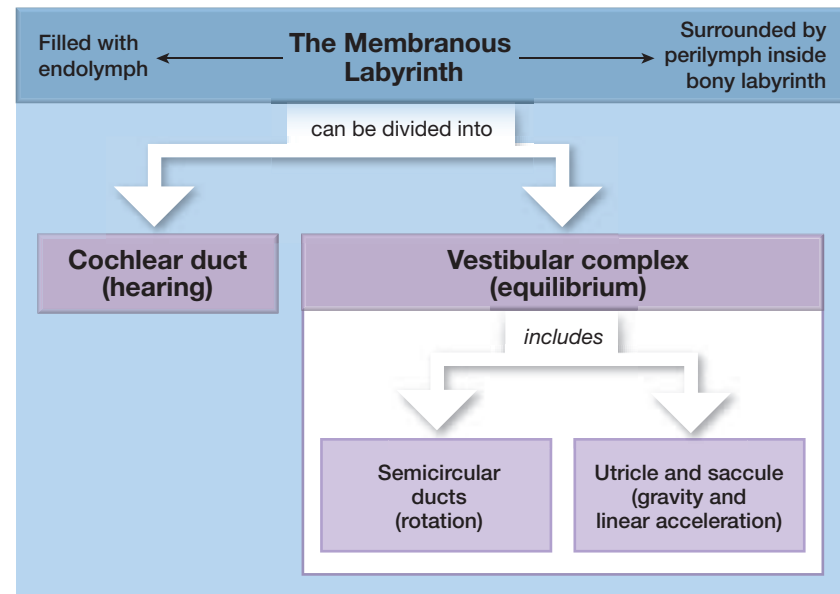 Filled with
endolymph
The Membranous
Labyrinth
Surrounded by
perilymph inside
bony labyrinth
can be divided into
Cochlear duct
(hearing)
Vestibular complex
(equilibrium)
includes
Semicircular
ducts
(rotation)
Utricle and saccule
(gravity and
linear acceleration)